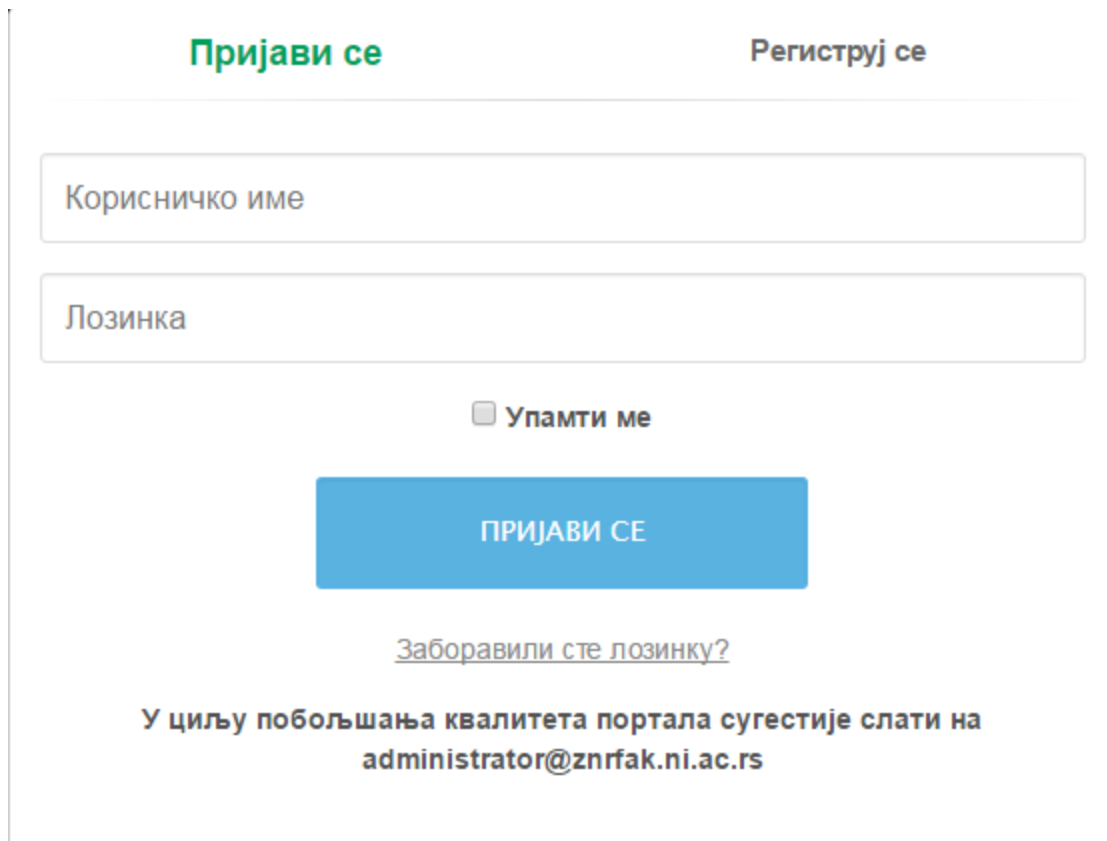 Пријави се
Региструј се
Корисничко име
Лозинка
Упамти ме
ПРИЈАВИ СЕ
Заборавили сте лозинку?
У циљу побољшања квалитета портала сугестије слати на
administrator@znrfak.ni.ac.rs